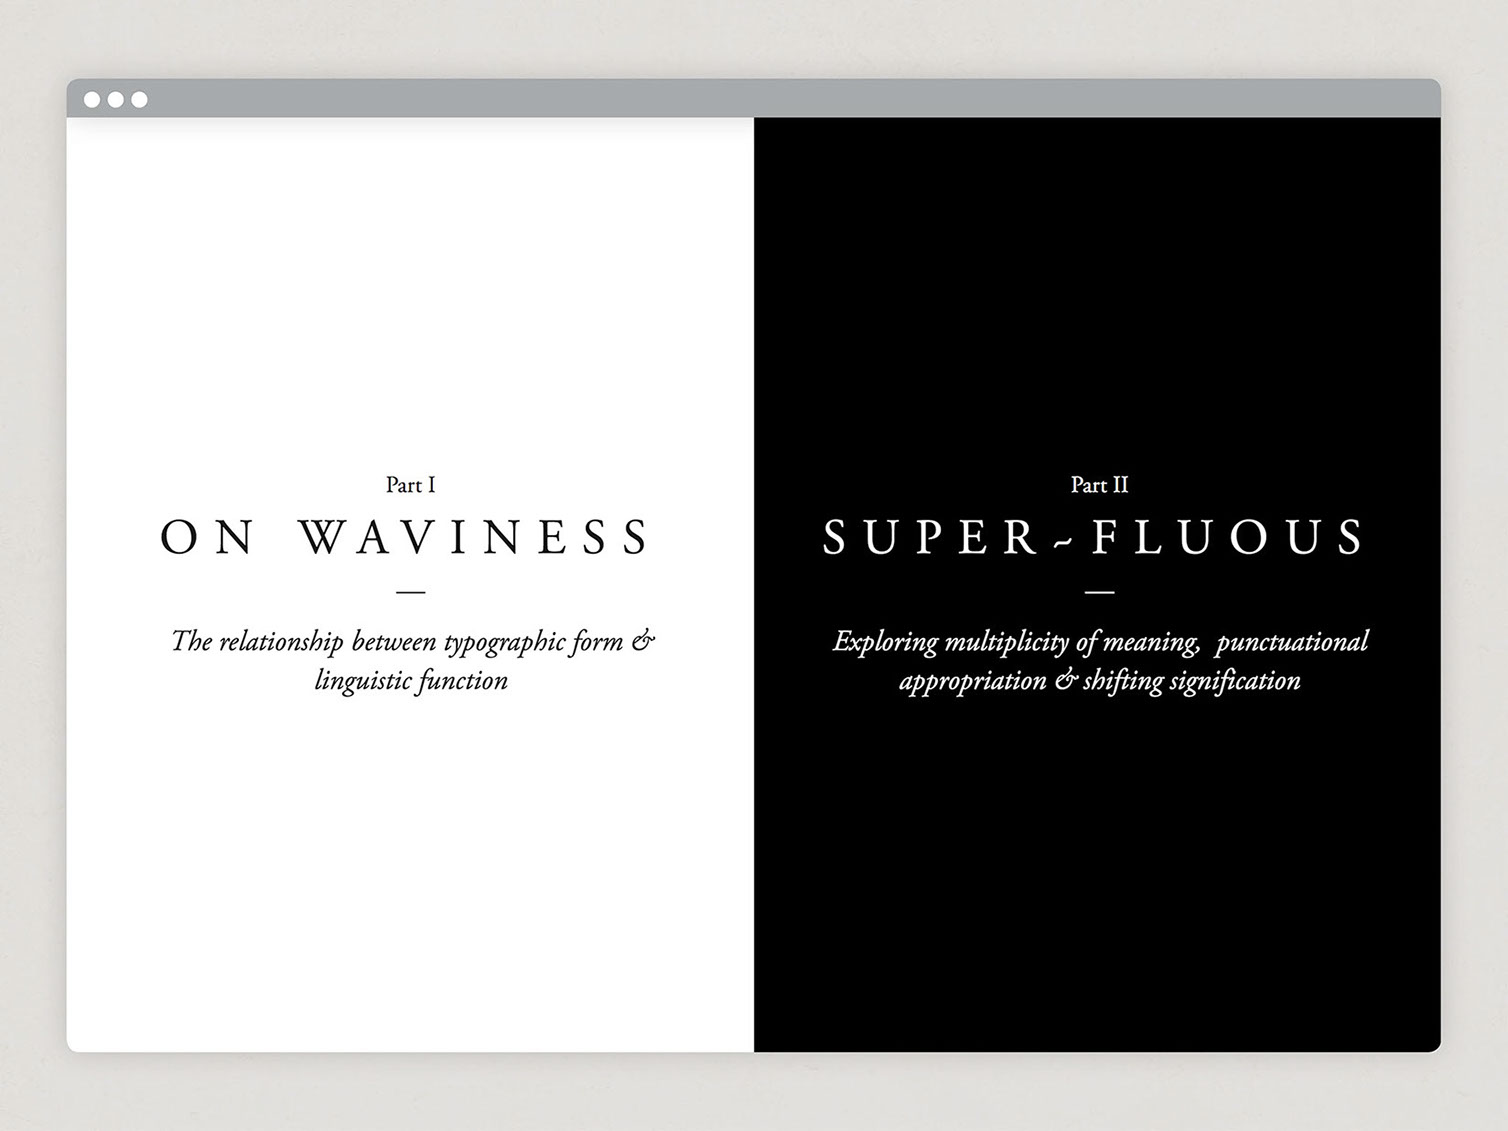 Part I
ON WAVINESS
—
The relationship between typographic form &
linguistic function
Part II
SUPER~FLUOUS
—
Exploring multiplicity of meaning, punctuational
appropriation & shifting signification